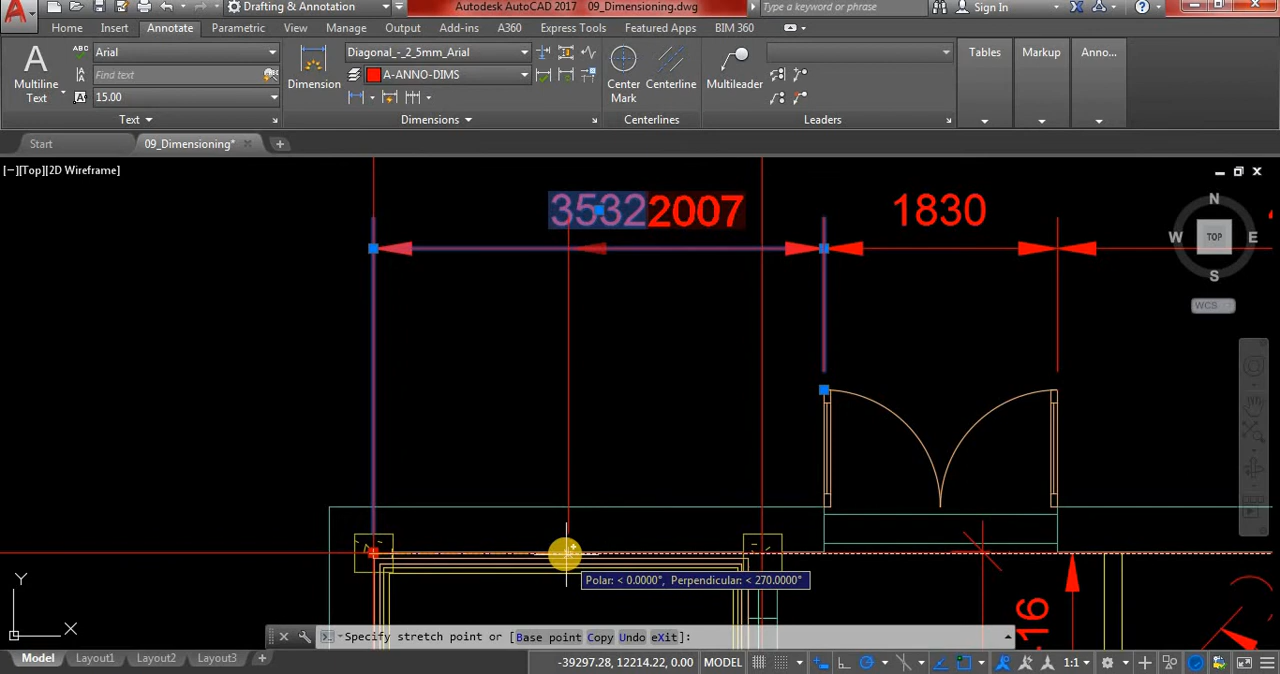 Drafting & Annotation
Autodesk AutoCAD 2017 09_Dimensioning.dwg
Type a keyword or phrase
Sign In
Home Insert Annotate Parametric View Manage Output Add-ins A360 Express Tools Featured Apps BIM 360
Multiline Text
Arial
Find text
15.00
Text
Dimension
Diagonal_-_2_5mm_Arial
A-ANNO-DIMS
Dimensions
Center Mark
Centerline
Centerlines
Multileader
Leaders
Tables
Markup
Anno...
Start 09_Dimensioning*
[−][Top][2D Wireframe]
3532 2007 1830
N
W TOP E
S
WCS
Polar: < 0.0000°, Perpendicular: < 270.0000°
Y
X
16
Specify stretch point or [Base point Copy Undo eXit]:
Model Layout1 Layout2 Layout3 +
-39297.28, 12214.22, 0.00 MODEL 1:1